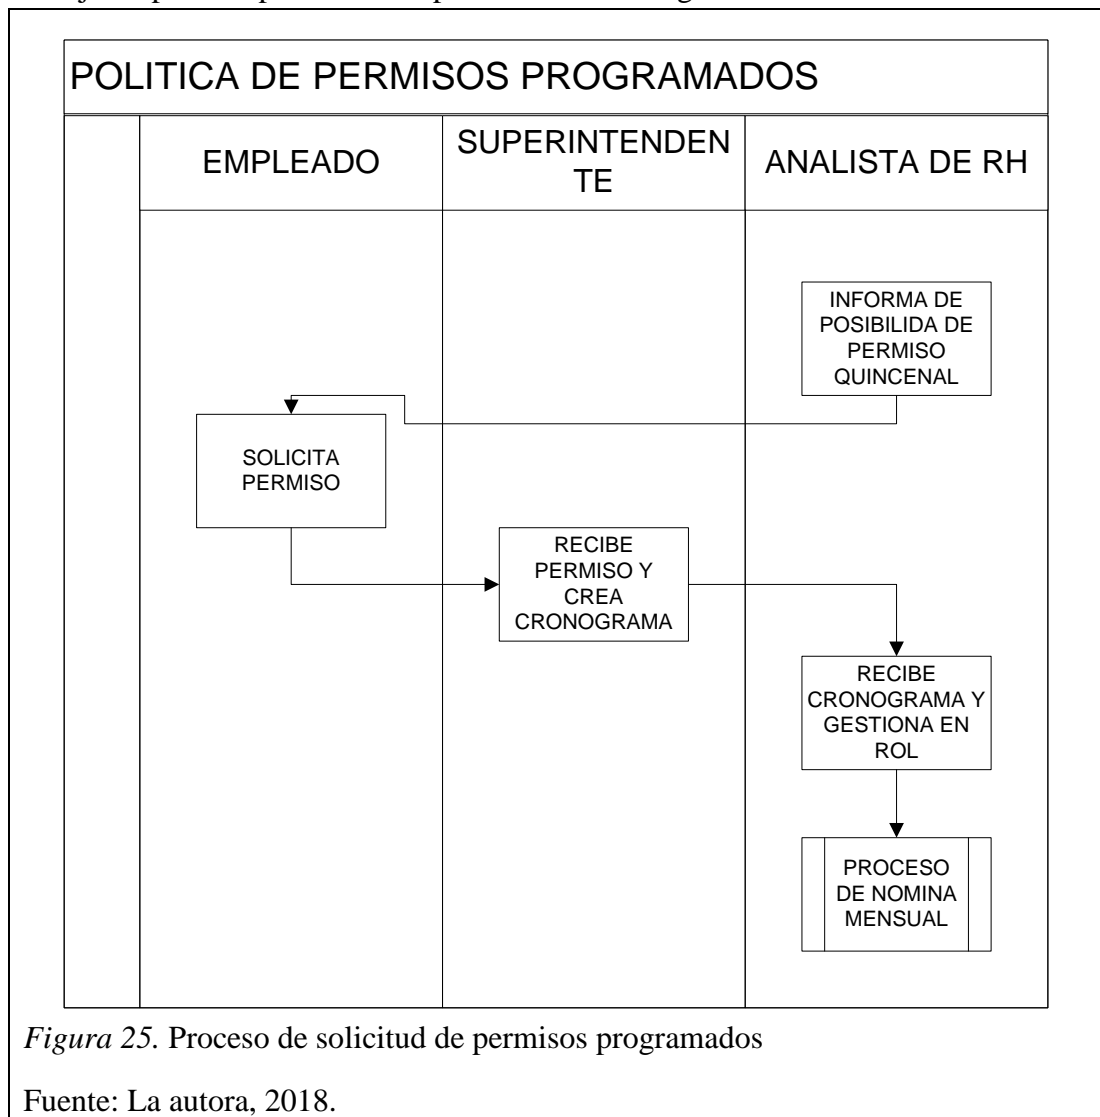 POLITICA DE PERMISOS PROGRAMADOS
EMPLEADO
SUPERINTENDEN
TE
ANALISTA DE RH
INFORMA DE
POSIBILIDA DE
PERMISO
QUINCENAL
SOLICITA
PERMISO
RECIBE
PERMISO Y
CREA
CRONOGRAMA
RECIBE
CRONOGRAMA Y
GESTIONA EN
ROL
PROCESO
DE NOMINA
MENSUAL
Figura 25. Proceso de solicitud de permisos programados
Fuente: La autora, 2018.